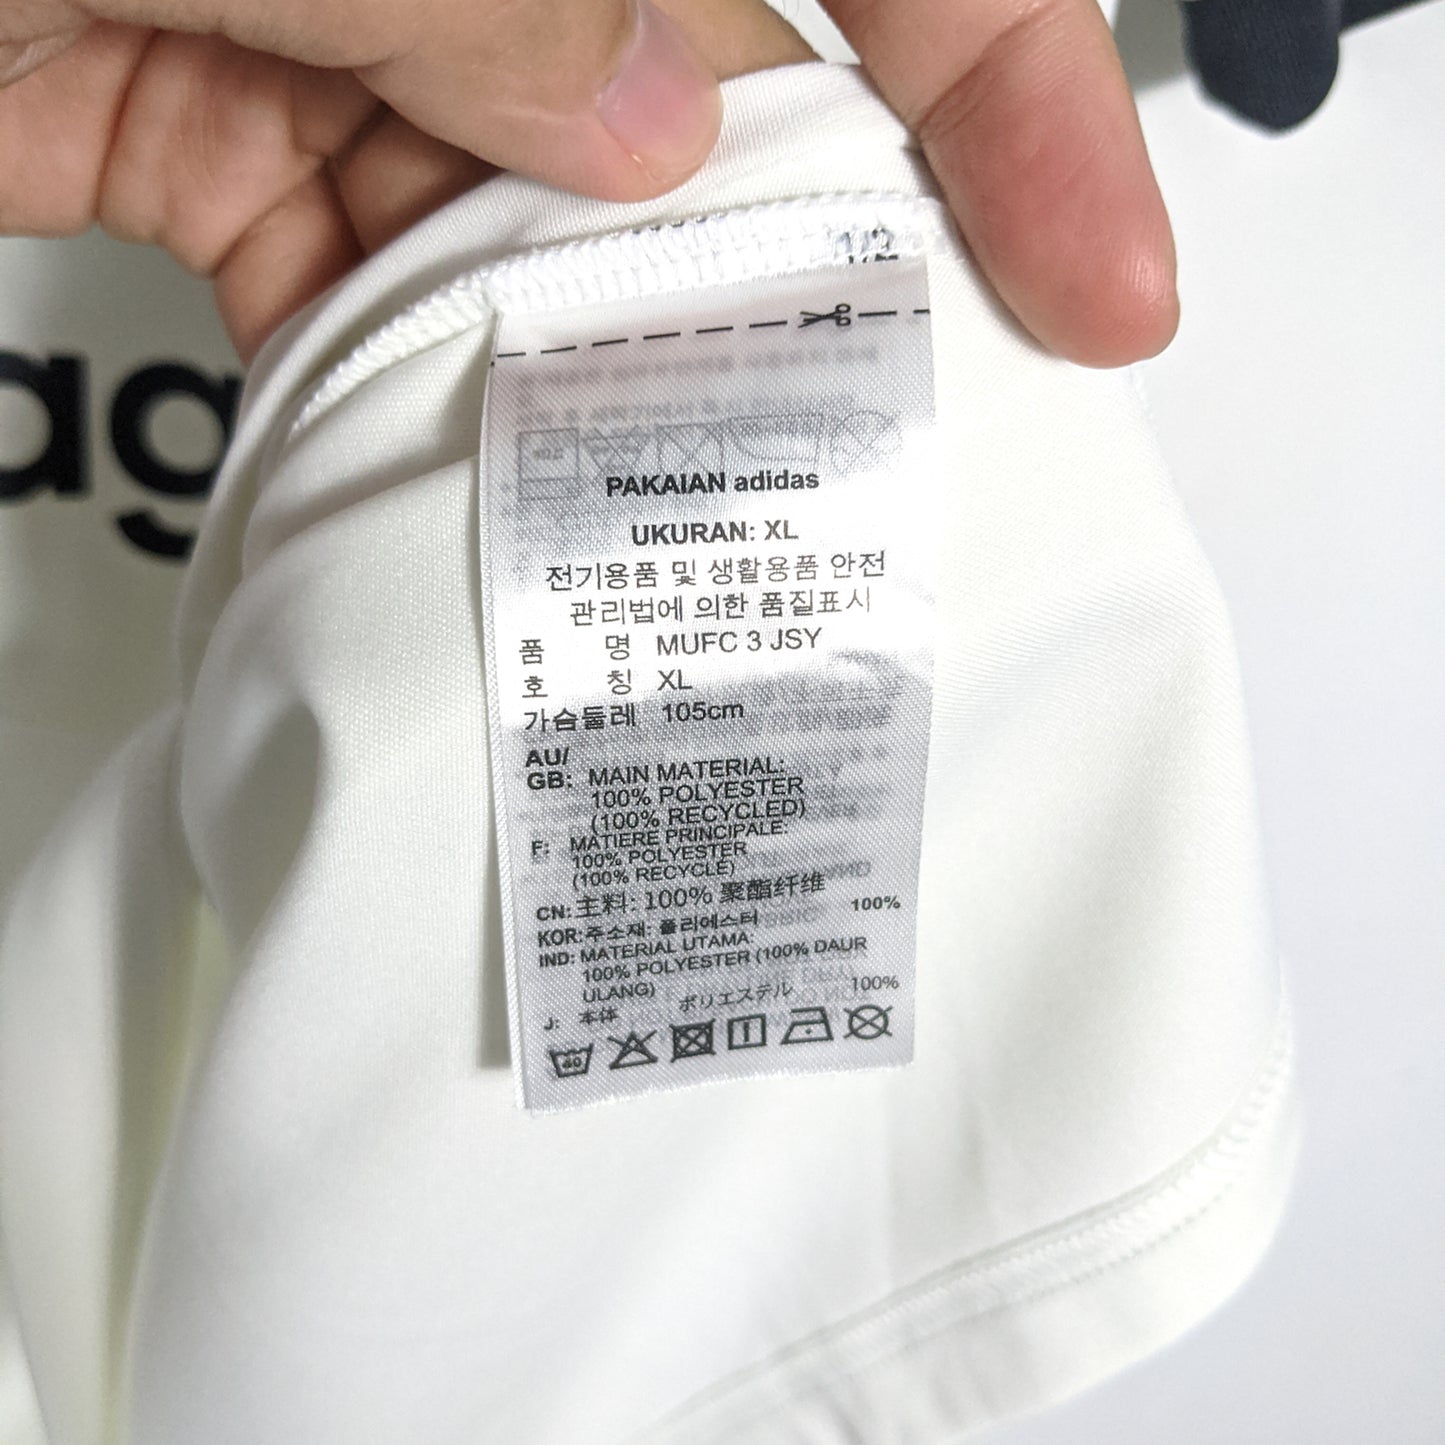 ag
PAKAIAN adidas
UKURAN: XL
전기용품 및 생활용품 안전
관리법에 의한 품질표시
품 명 MUFC 3 JSY
호 칭 XL
가슴둘레 105cm
AU/
GB: MAIN MATERIAL:
100% POLYESTER
(100% RECYCLED)
F: MATIERE PRINCIPALE:
100% POLYESTER
(100% RECYCLÉ)
CN: 主料: 100% 聚酯纤维
KOR: 주소재: 폴리에스터 100%
IND: MATERIAL UTAMA:
100% POLYESTER (100% DAUR
ULANG)
J: 本体 ポリエステル 100%
40